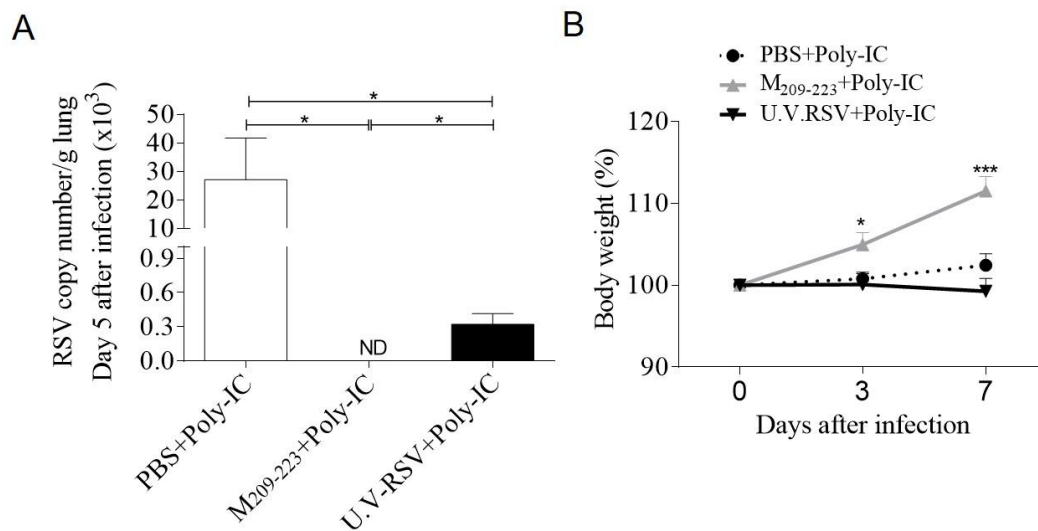 A
RSV copy number/g lung
Day 5 after infection (x10³)
50
40
30
20
10
0.9
0.6
0.3
0.0
*
*
*
ND
PBS+Poly-IC
M₂₀₉₋₂₂₃+Poly-IC
U.V-RSV+Poly-IC
B
PBS+Poly-IC
M₂₀₉₋₂₂₃+Poly-IC
U.V.RSV+Poly-IC
Body weight (%)
120
110
100
90
*
***
0
3
7
Days after infection